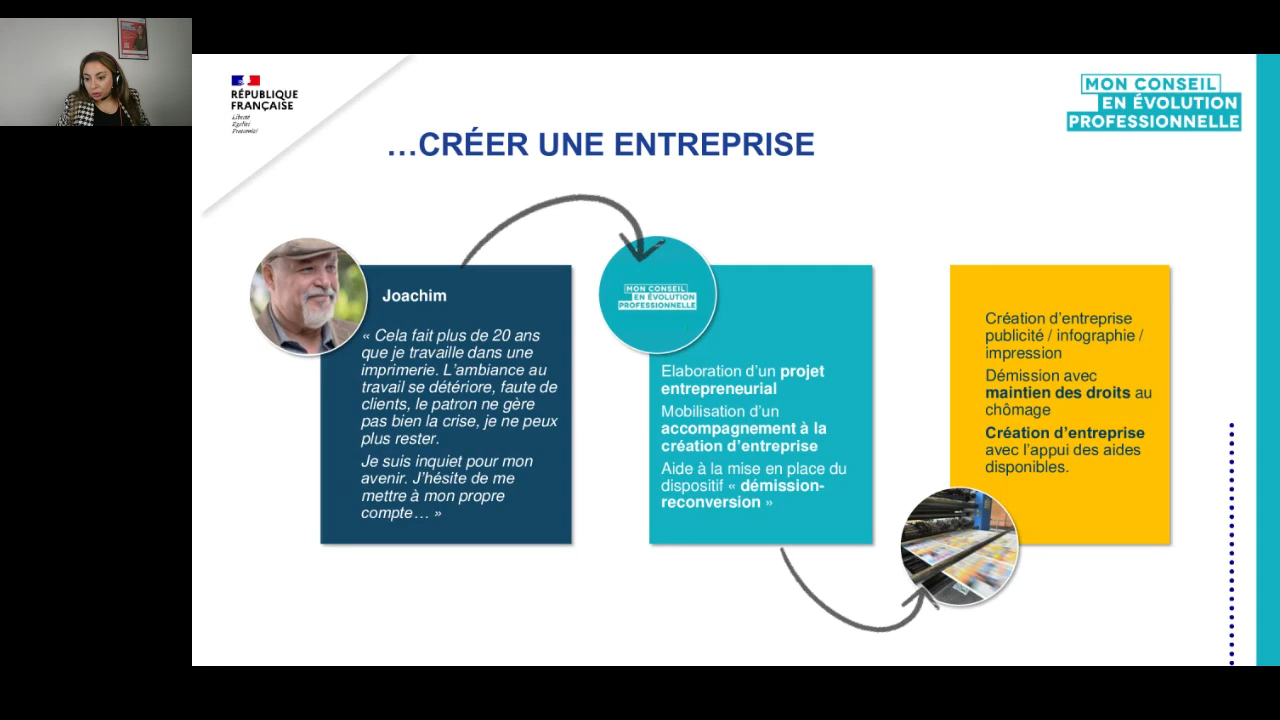 RÉPUBLIQUE
FRANÇAISE
Liberté
Égalité
Fraternité
MON CONSEIL
EN ÉVOLUTION
PROFESSIONNELLE
…CRÉER UNE ENTREPRISE
Joachim
« Cela fait plus de 20 ans
que je travaille dans une
imprimerie. L’ambiance au
travail se détériore, faute de
clients, le patron ne gère
pas bien la crise, je ne peux
plus rester.
Je suis inquiet pour mon
avenir. J’hésite de me
mettre à mon propre
compte… »
MON CONSEIL
EN ÉVOLUTION
PROFESSIONNELLE
Elaboration d’un projet
entrepreneurial
Mobilisation d’un
accompagnement à la
création d’entreprise
Aide à la mise en place du
dispositif « démission-
reconversion »
Création d’entreprise
publicité / infographie /
impression
Démission avec
maintien des droits au
chômage
Création d’entreprise
avec l’appui des aides
disponibles.